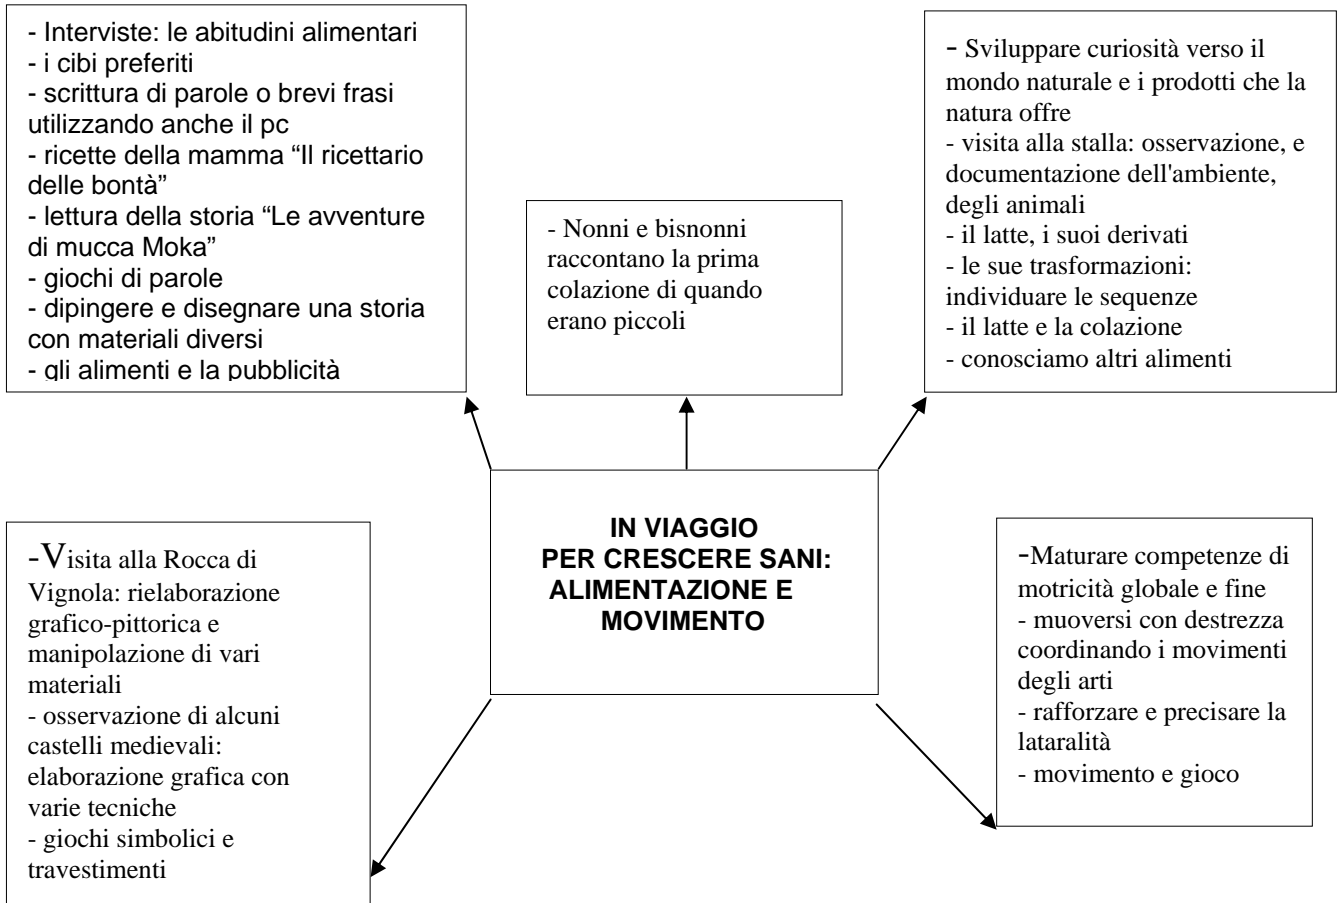 - Interviste: le abitudini alimentari
- i cibi preferiti
- scrittura di parole o brevi frasi
utilizzando anche il pc
- ricette della mamma “Il ricettario
delle bontà”
- lettura della storia “Le avventure
di mucca Moka”
- giochi di parole
- dipingere e disegnare una storia
con materiali diversi
- gli alimenti e la pubblicità
- Nonni e bisnonni
raccontano la prima
colazione di quando
erano piccoli
- Sviluppare curiosità verso il
mondo naturale e i prodotti che la
natura offre
- visita alla stalla: osservazione, e
documentazione dell'ambiente,
degli animali
- il latte, i suoi derivati
- le sue trasformazioni:
individuare le sequenze
- il latte e la colazione
- conosciamo altri alimenti
IN VIAGGIO
PER CRESCERE SANI:
ALIMENTAZIONE E
MOVIMENTO
-Visita alla Rocca di
Vignola: rielaborazione
grafico-pittorica e
manipolazione di vari
materiali
- osservazione di alcuni
castelli medievali:
elaborazione grafica con
varie tecniche
- giochi simbolici e
travestimenti
-Maturare competenze di
motricità globale e fine
- muoversi con destrezza
coordinando i movimenti
degli arti
- rafforzare e precisare la
lataralità
- movimento e gioco